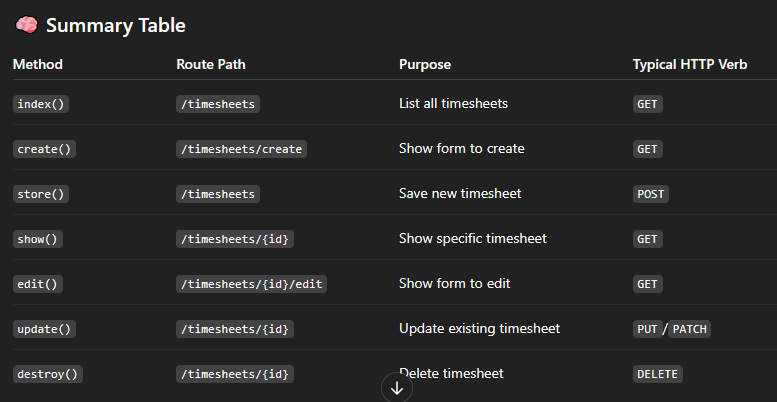 🧠 Summary Table
Method Route Path Purpose Typical HTTP Verb
index() /timesheets List all timesheets GET
create() /timesheets/create Show form to create GET
store() /timesheets Save new timesheet POST
show() /timesheets/{id} Show specific timesheet GET
edit() /timesheets/{id}/edit Show form to edit GET
update() /timesheets/{id} Update existing timesheet PUT/PATCH
destroy() /timesheets/{id} Delete timesheet DELETE